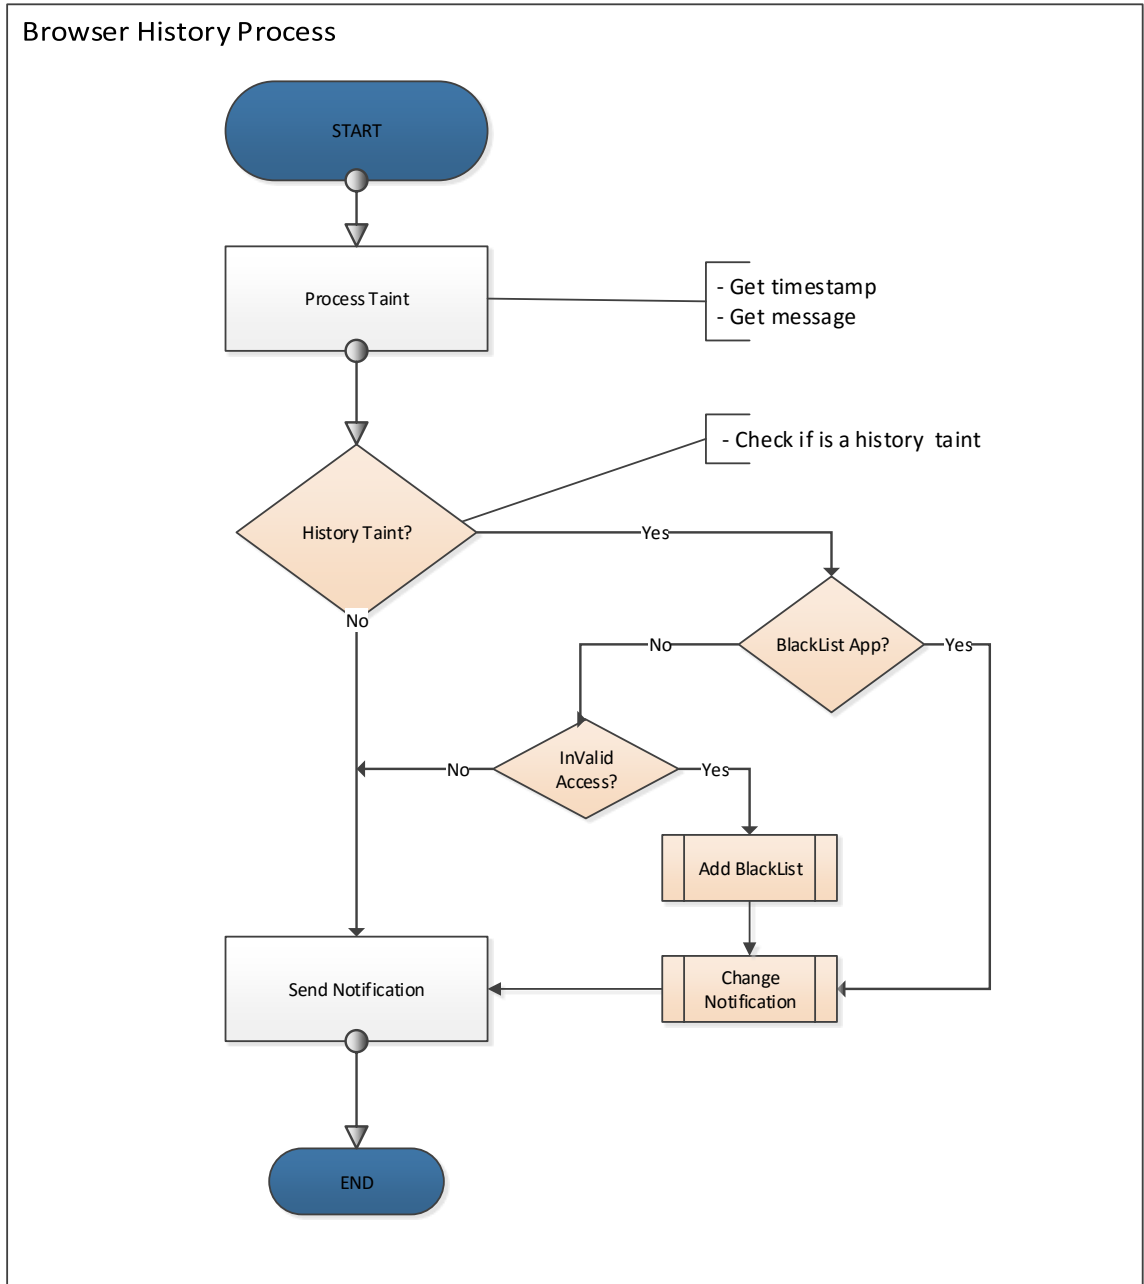 Browser History Process
START
Process Taint
- Get timestamp
- Get message
- Check if is a history taint
History Taint?
Yes
No
BlackList App?
No
Yes
InValid
Access?
No
Yes
Add BlackList
Change
Notification
Send Notification
END